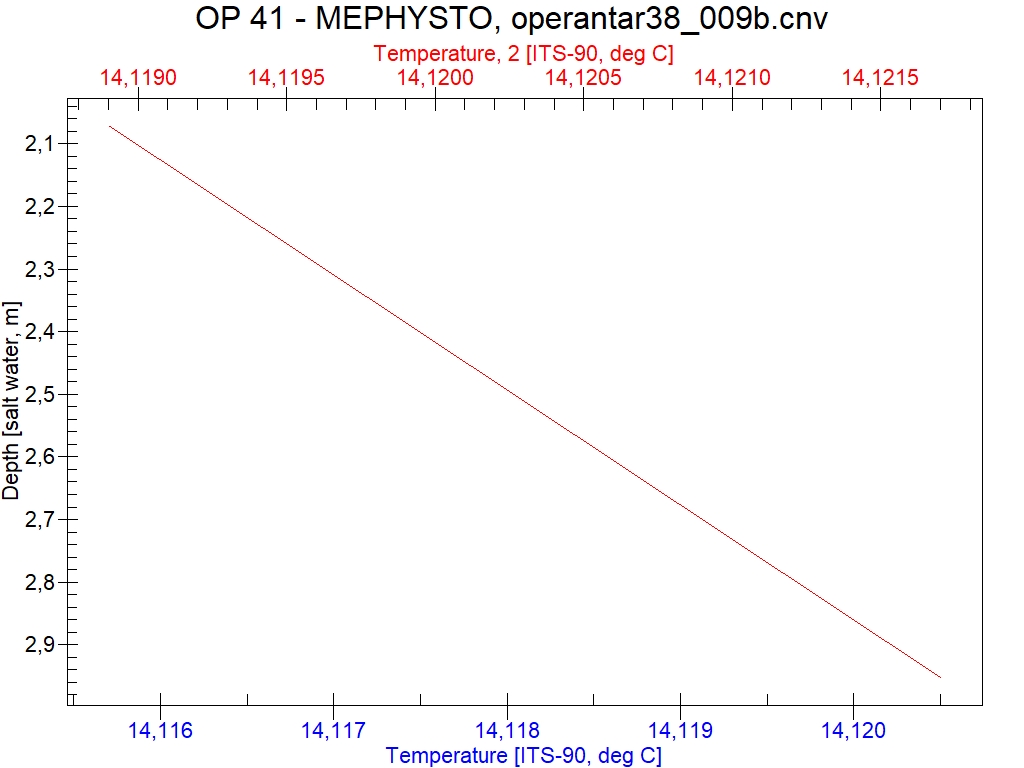 OP 41 - MEPHYSTO, operantar38_009b.cnv
Temperature, 2 [ITS-90, deg C]
14,1190 14,1195 14,1200 14,1205 14,1210 14,1215
Depth [salt water, m]
2,1
2,2
2,3
2,4
2,5
2,6
2,7
2,8
2,9
14,116 14,117 14,118 14,119 14,120
Temperature [ITS-90, deg C]